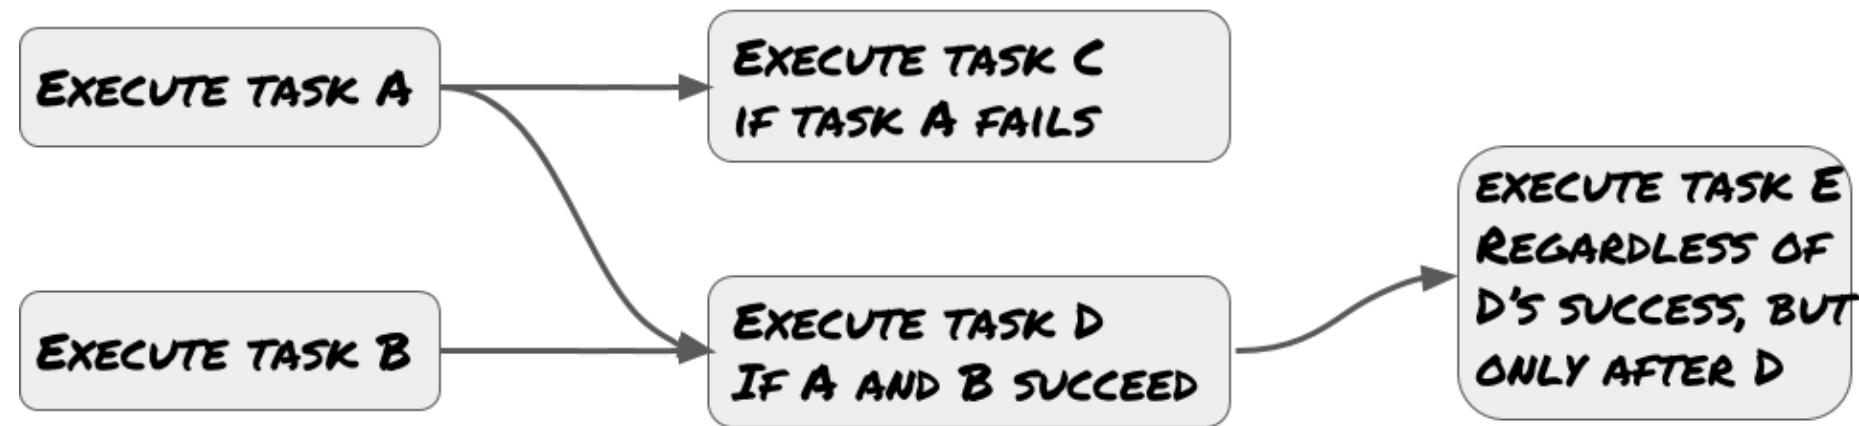 Execute task A
Execute task C
if task A fails
execute task E
Regardless of
D's success, but
only after D
Execute task B
Execute task D
If A and B succeed